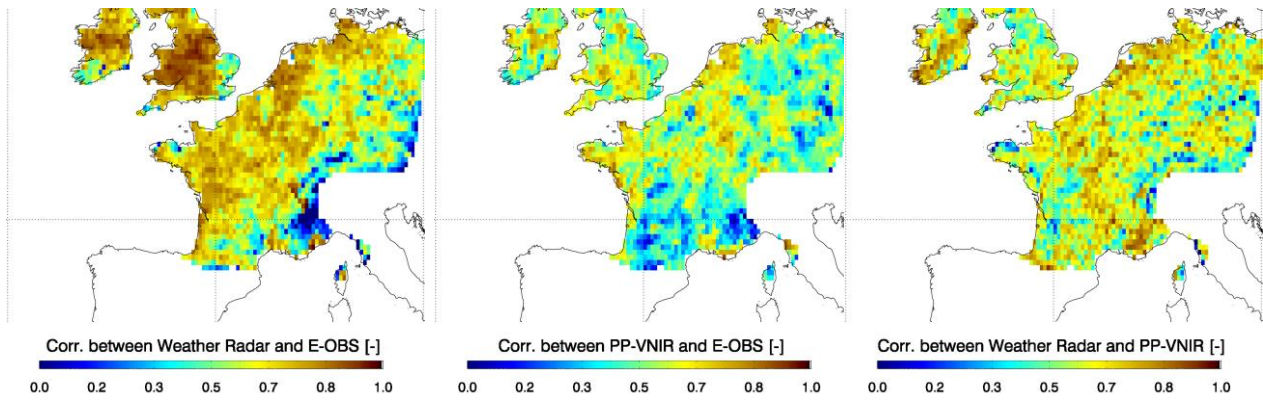 Corr. between Weather Radar and E-OBS [-]
0.0 0.2 0.3 0.5 0.7 0.8 1.0
Corr. between PP-VNIR and E-OBS [-]
0.0 0.2 0.3 0.5 0.7 0.8 1.0
Corr. between Weather Radar and PP-VNIR [-]
0.0 0.2 0.3 0.5 0.7 0.8 1.0